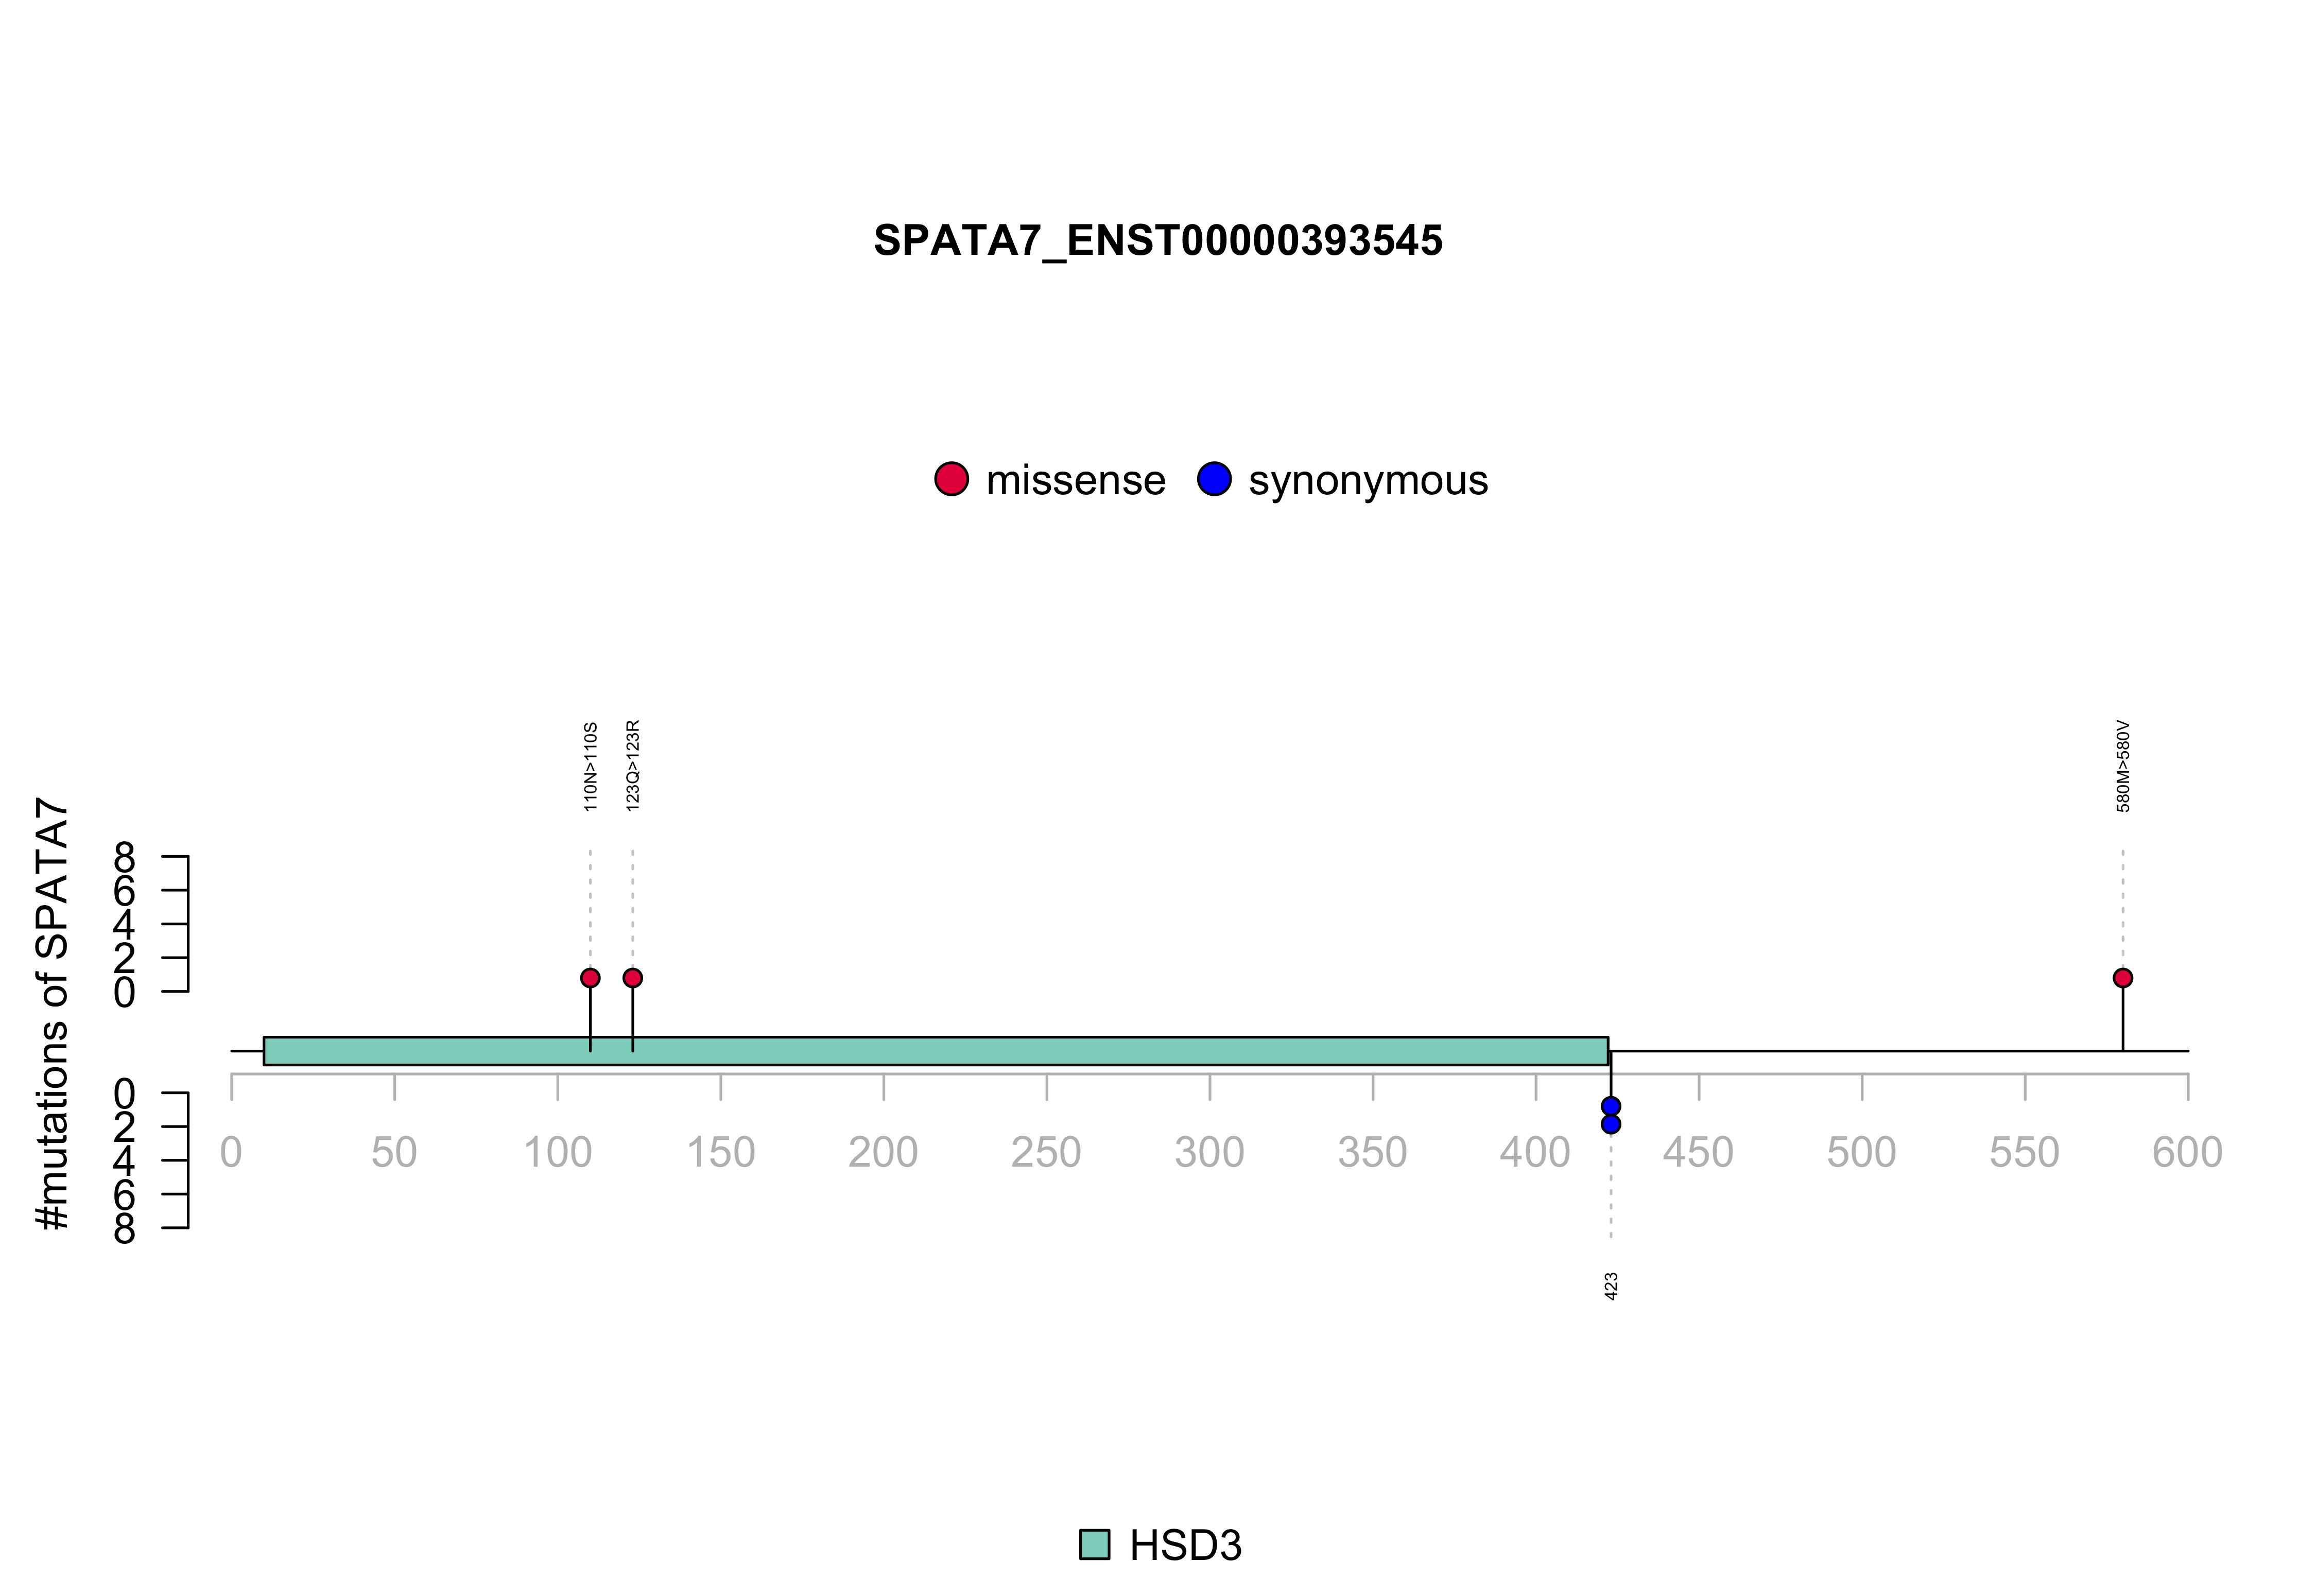 SPATA7_ENST00000393545
missense
synonymous
110N>110S
123Q>123R
580M>580V
#mutations of SPATA7
8
6
4
2
0
0
2
4
6
8
0 50 100 150 200 250 300 350 400 450 500 550 600
423
HSD3